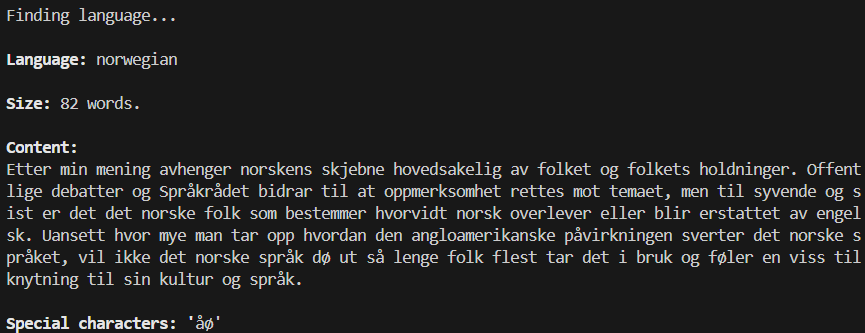 Finding language...
Language: norwegian
Size: 82 words.
Content:
Etter min mening avhenger norskens skjebne hovedsakelig av folket og folkets holdninger. Offent
lige debatter og Språkrådet bidrar til at oppmerksomhet rettes mot temaet, men til syvende og s
ist er det det norske folk som bestemmer hvorvidt norsk overlever eller blir erstattet av engel
sk. Uansett hvor mye man tar opp hvordan den angloamerikanske påvirkningen sverter det norske s
pråket, vil ikke det norske språk dø ut så lenge folk flest tar det i bruk og føler en viss til
knytning til sin kultur og språk.
Special characters: 'åø'